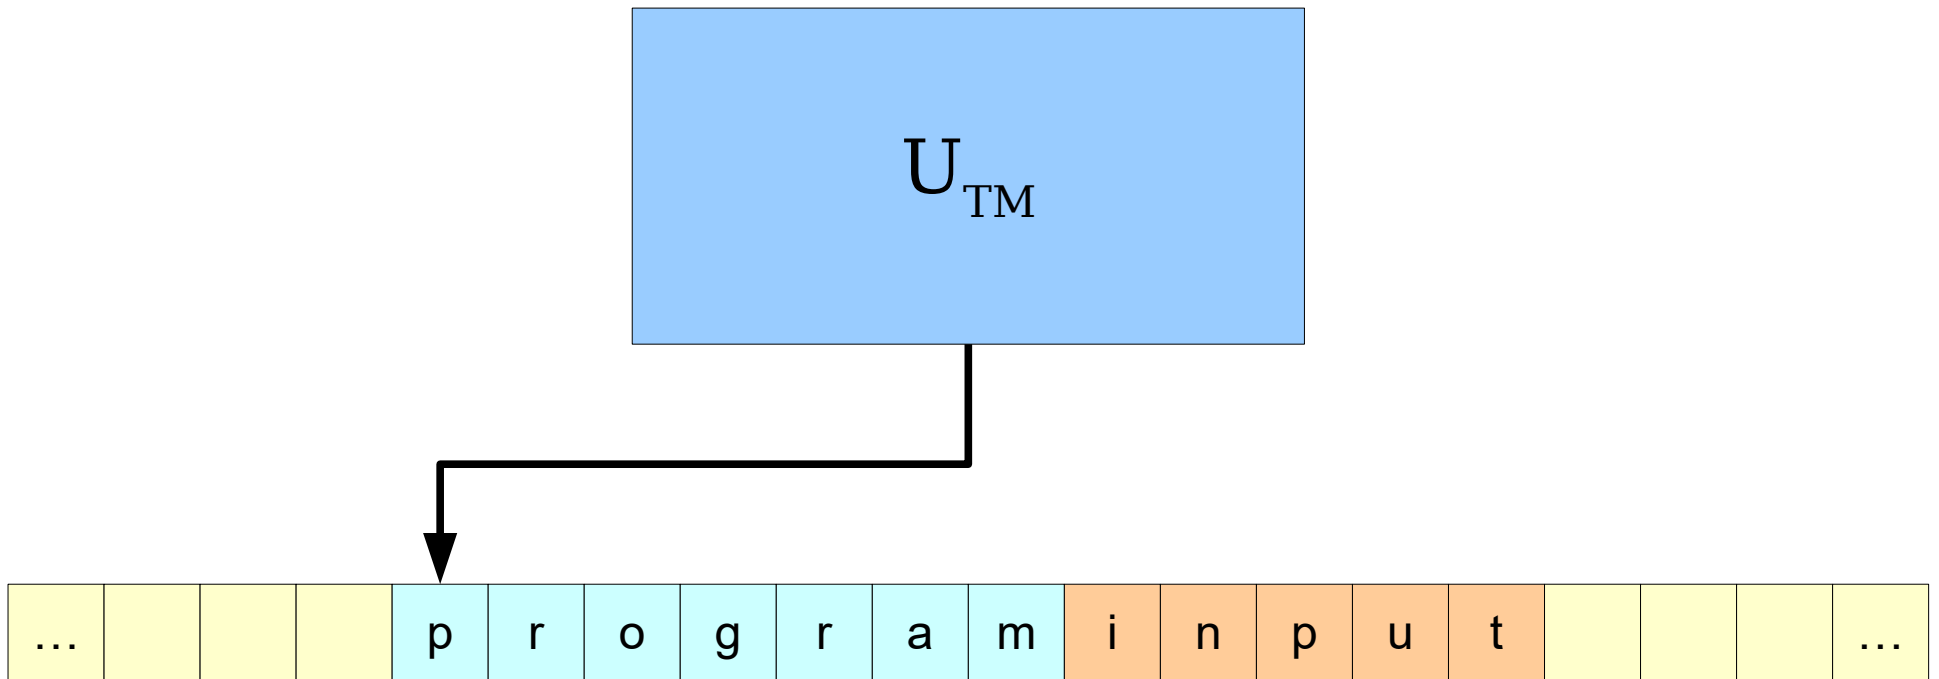 U_TM
… p r o g r a m i n p u t …